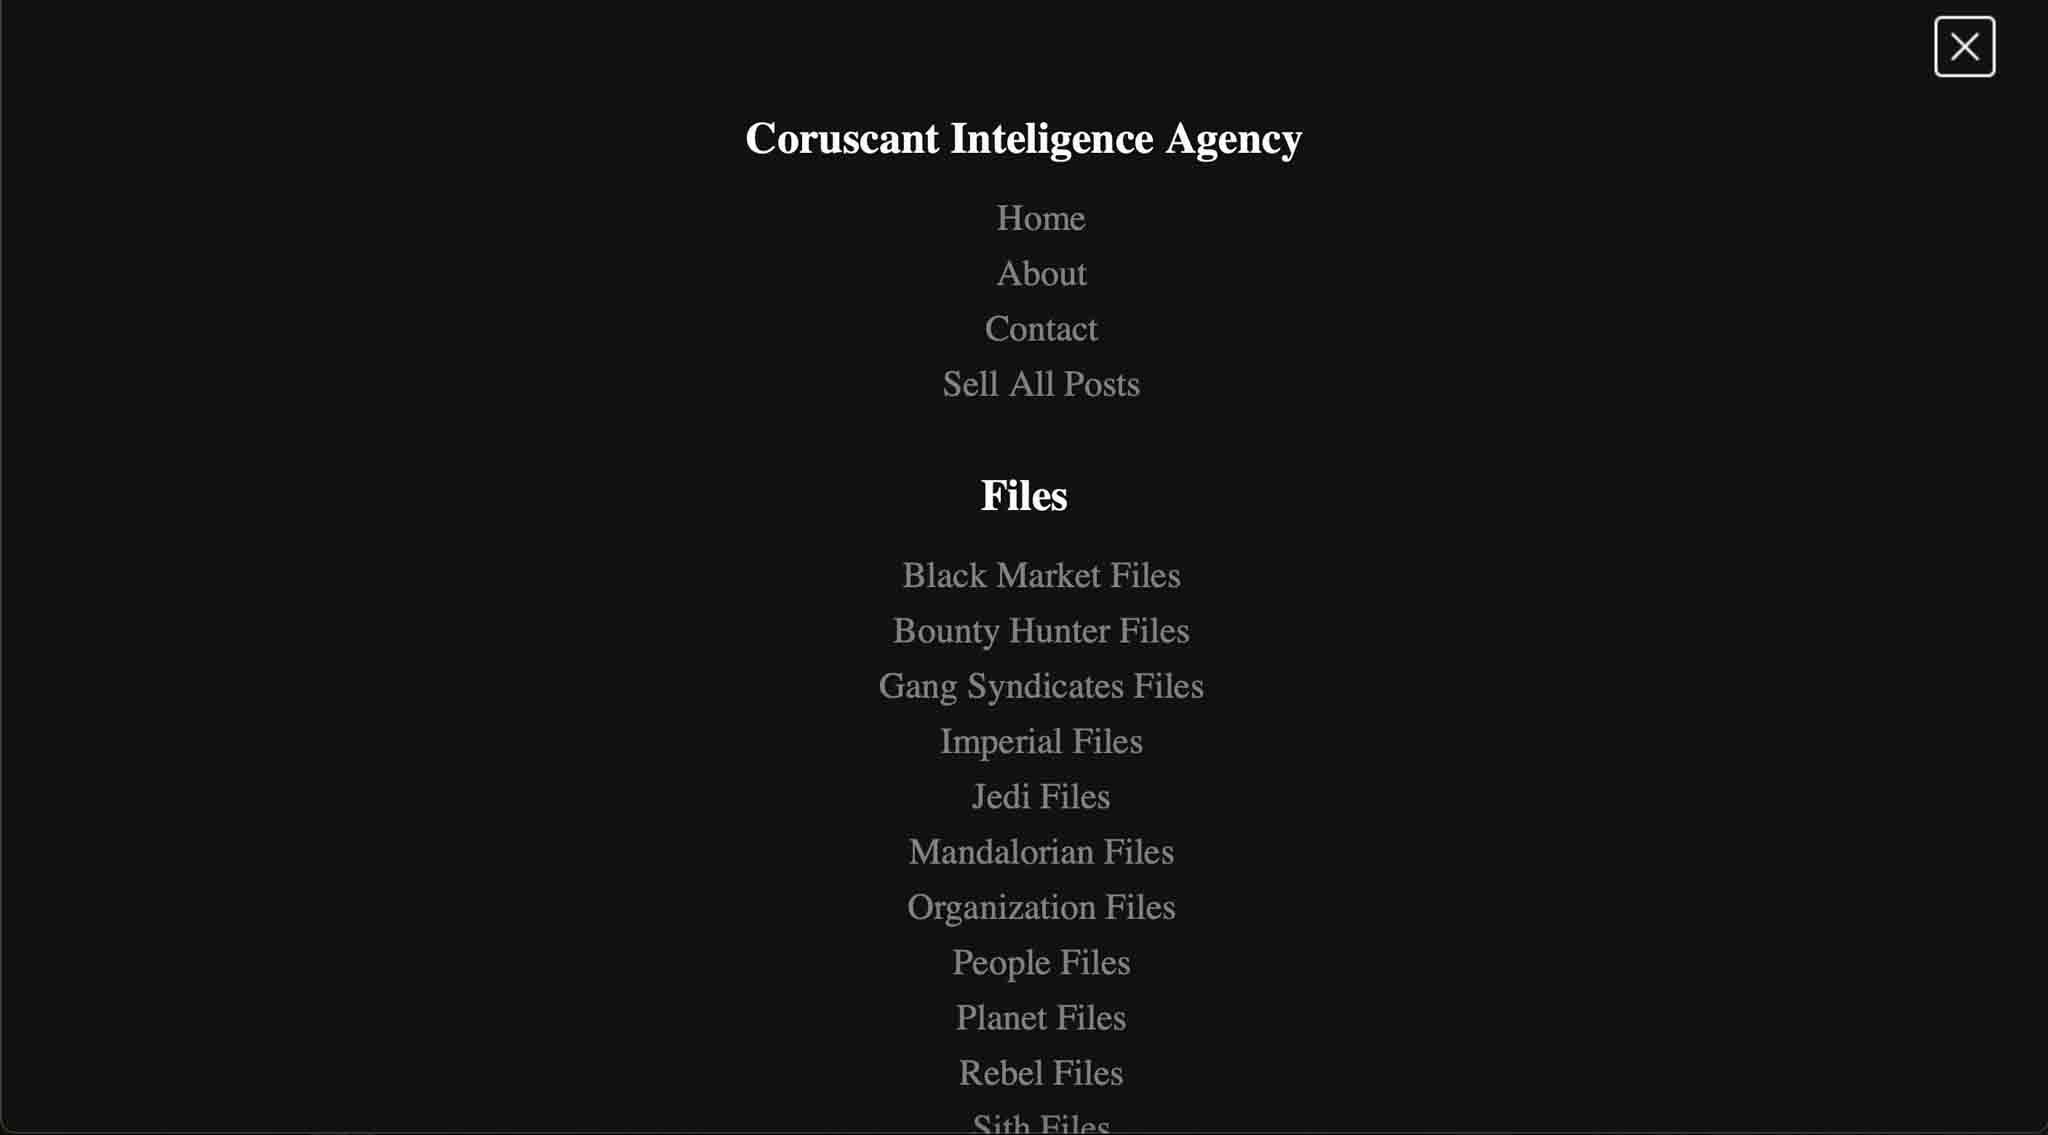 Coruscant Inteligence Agency
Home
About
Contact
Sell All Posts
Files
Black Market Files
Bounty Hunter Files
Gang Syndicates Files
Imperial Files
Jedi Files
Mandalorian Files
Organization Files
People Files
Planet Files
Rebel Files
Sith Files